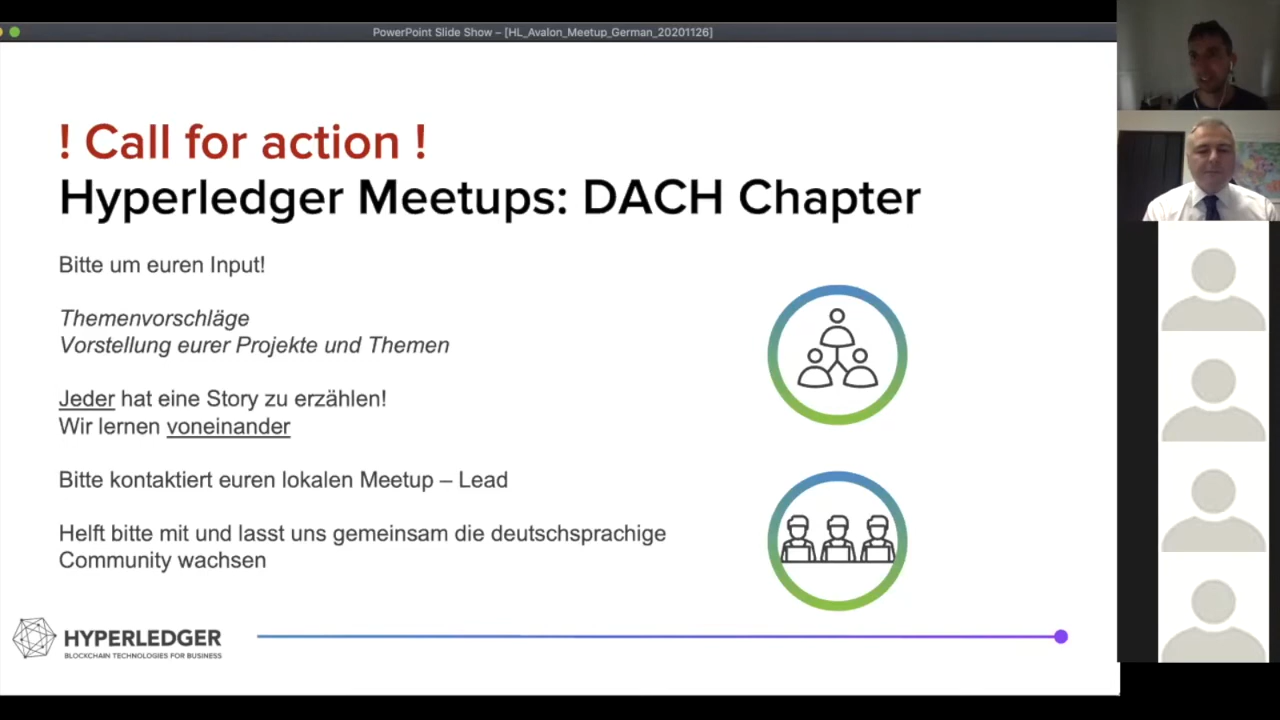 PowerPoint Slide Show – [HL_Avalon_Meetup_German_20201126]
! Call for action !
Hyperledger Meetups: DACH Chapter
Bitte um euren Input!
Themenvorschläge
Vorstellung eurer Projekte und Themen
Jeder hat eine Story zu erzählen!
Wir lernen voneinander
Bitte kontaktiert euren lokalen Meetup – Lead
Helft bitte mit und lasst uns gemeinsam die deutschsprachige
Community wachsen
HYPERLEDGER
BLOCKCHAIN TECHNOLOGIES FOR BUSINESS